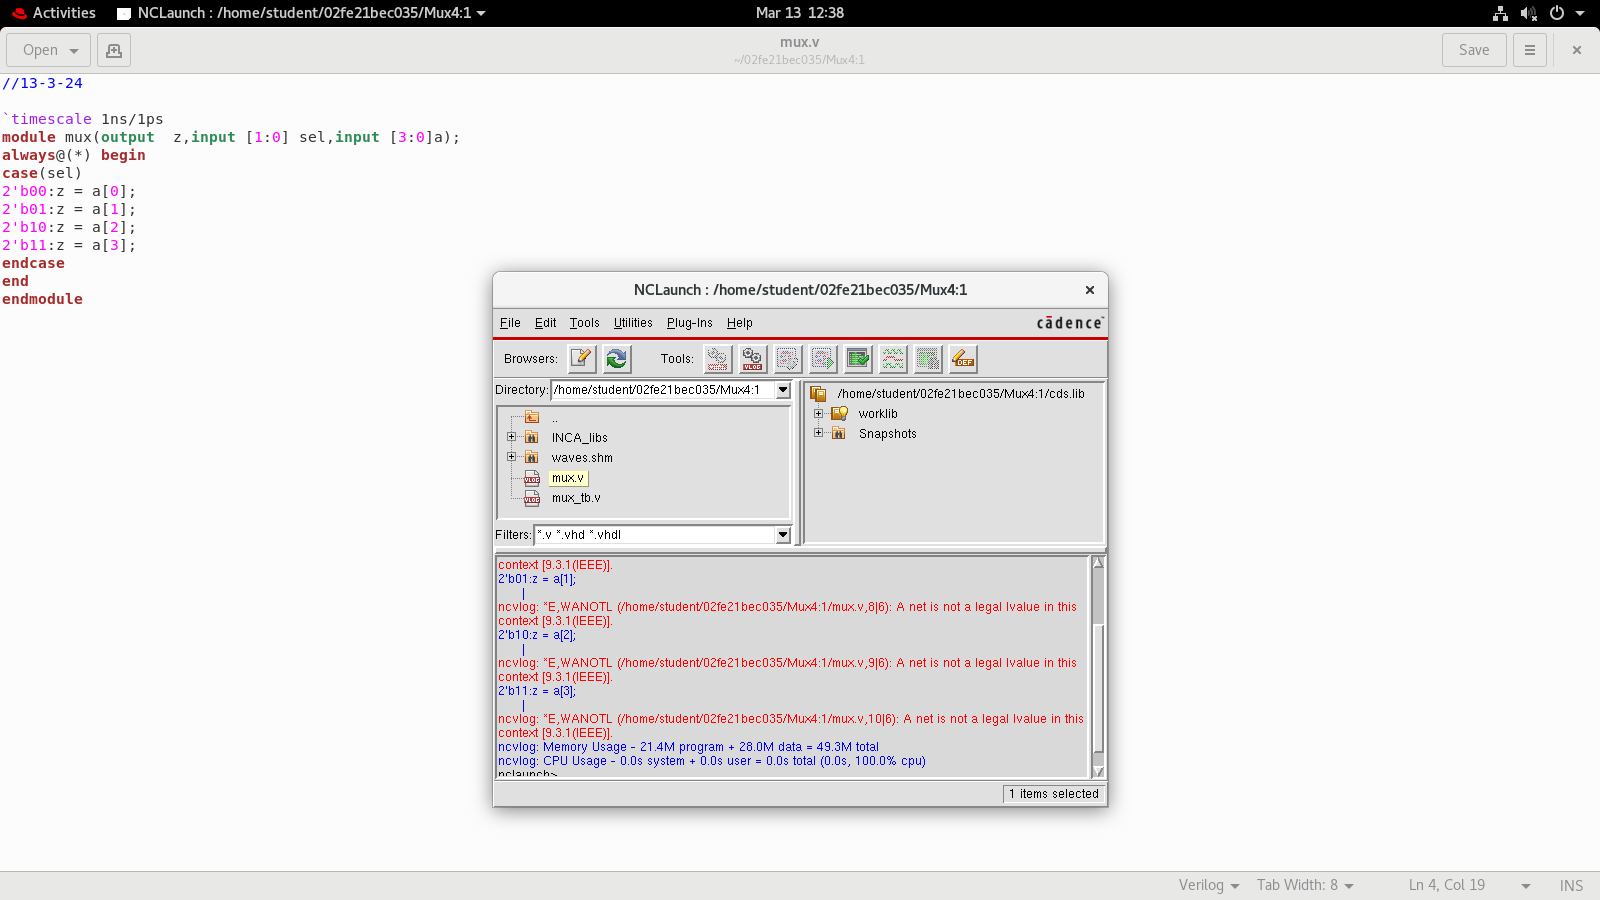 Activities NCLaunch : /home/student/02fe21bec035/Mux4:1 Mar 13 12:38
Open mux.v Save
~/02fe21bec035/Mux4:1
//13-3-24
`timescale 1ns/1ps
module mux(output  z,input [1:0] sel,input [3:0]a);
always@(*) begin
case(sel)
2'b00:z = a[0];
2'b01:z = a[1];
2'b10:z = a[2];
2'b11:z = a[3];
endcase
end
endmodule
NCLaunch : /home/student/02fe21bec035/Mux4:1
File Edit Tools Utilities Plug-Ins Help cādence
Browsers: Tools: VLOG DEF
Directory: /home/student/02fe21bec035/Mux4:1
..
INCA_libs
waves.shm
VLOG mux.v
VLOG mux_tb.v
Filters: *.v *.vhd *.vhdl
/home/student/02fe21bec035/Mux4:1/cds.lib
worklib
Snapshots
context [9.3.1(IEEE)].
2'b01:z = a[1];
|
ncvlog: *E,WANOTL (/home/student/02fe21bec035/Mux4:1/mux.v,8|6): A net is not a legal lvalue in this
context [9.3.1(IEEE)].
2'b10:z = a[2];
|
ncvlog: *E,WANOTL (/home/student/02fe21bec035/Mux4:1/mux.v,9|6): A net is not a legal lvalue in this
context [9.3.1(IEEE)].
2'b11:z = a[3];
|
ncvlog: *E,WANOTL (/home/student/02fe21bec035/Mux4:1/mux.v,10|6): A net is not a legal lvalue in this
context [9.3.1(IEEE)].
ncvlog: Memory Usage - 21.4M program + 28.0M data = 49.3M total
ncvlog: CPU Usage - 0.0s system + 0.0s user = 0.0s total (0.0s, 100.0% cpu)
nclaunch>
1 items selected
Verilog Tab Width: 8 Ln 4, Col 19 INS